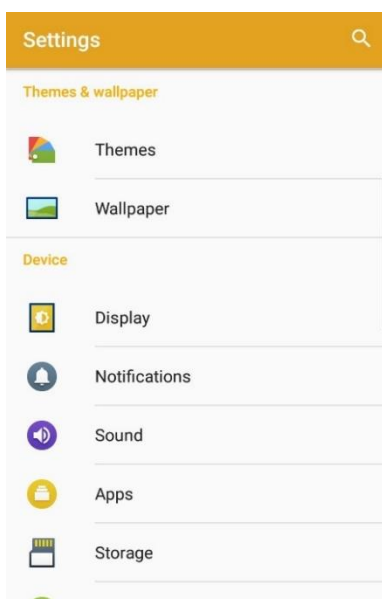 Settings
Themes & wallpaper
Themes
Wallpaper
Device
Display
Notifications
Sound
Apps
Storage